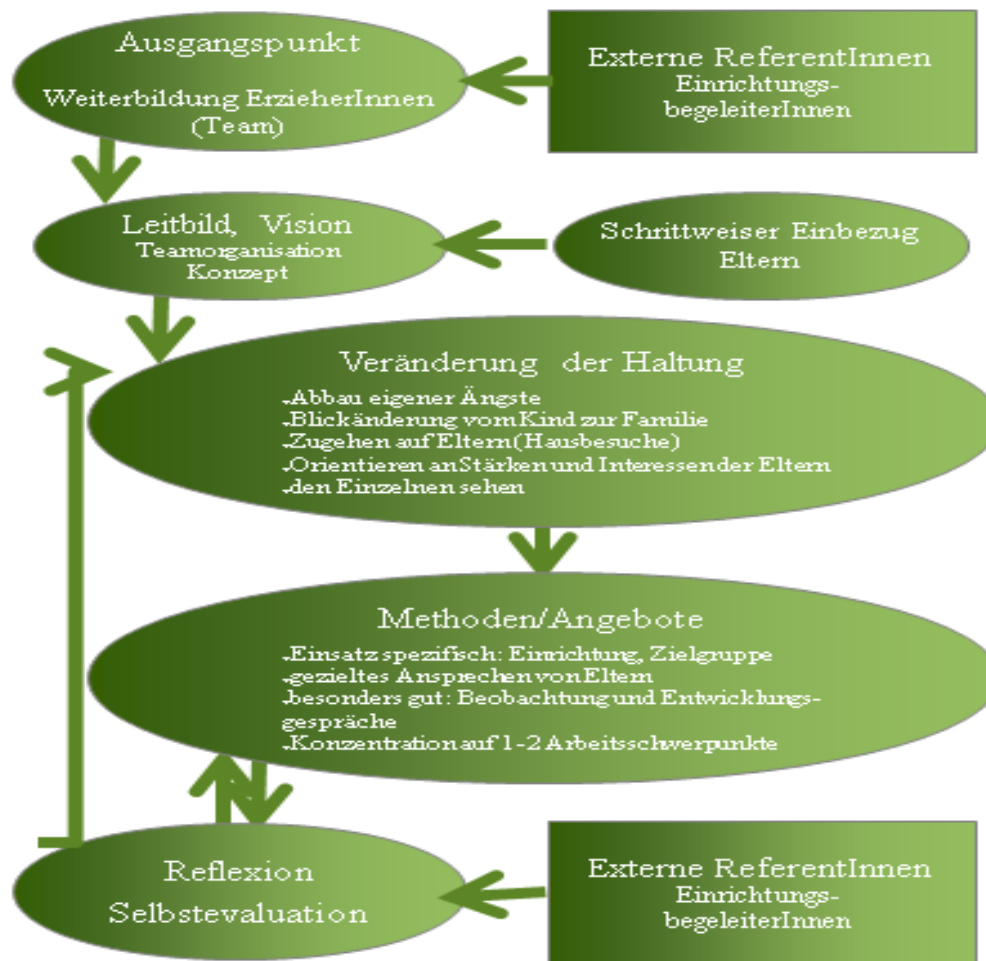 Ausgangspunkt
Weiterbildung ErzieherInnen
(Team)
Externe ReferentInnen
Einrichtungs-
begeleiterInnen
Leitbild, Vision
Teamorganisation
Konzept
Schrittweiser Einbezug
Eltern
Veränderung der Haltung
-Abbau eigener Ängste
-Blickänderung vom Kind zur Familie
-Zugehen auf Eltern (Hausbesuche)
-Orientieren an Stärken und Interessen der Eltern
-den Einzelnen sehen
Methoden/Angebote
-Einsatz spezifisch: Einrichtung, Zielgruppe
-gezieltes Ansprechen von Eltern
-besonders gut: Beobachtung und Entwicklungs-
gespräche
-Konzentration auf 1-2 Arbeitsschwerpunkte
Reflexion
Selbstevaluation
Externe ReferentInnen
Einrichtungs-
begeleiterInnen